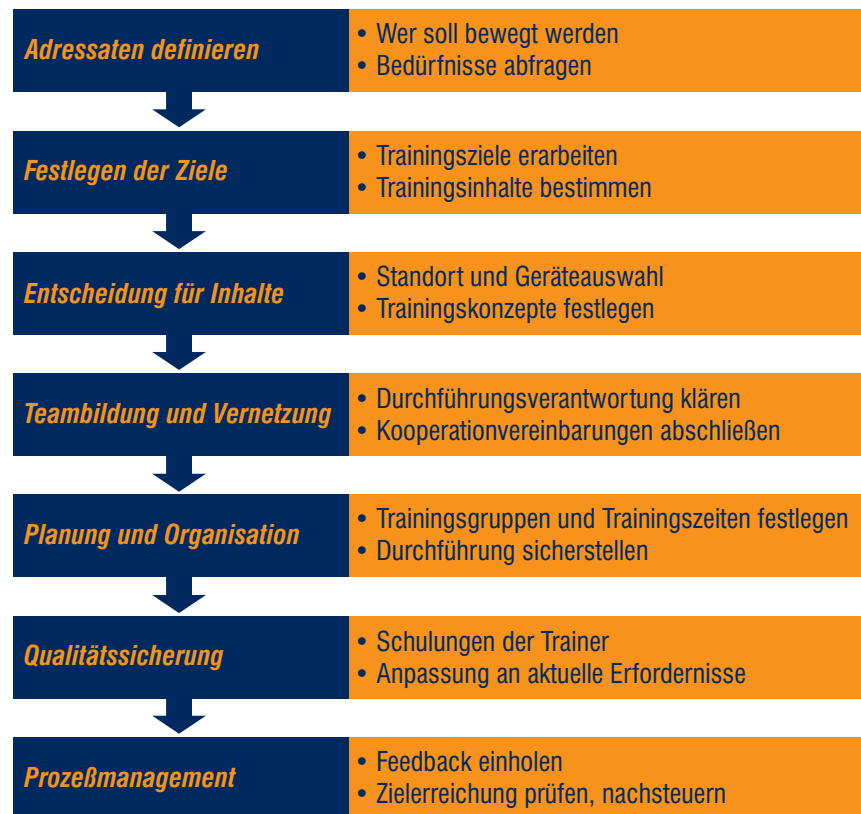 Adressaten definieren
• Wer soll bewegt werden
• Bedürfnisse abfragen
Festlegen der Ziele
• Trainingsziele erarbeiten
• Trainingsinhalte bestimmen
Entscheidung für Inhalte
• Standort und Geräteauswahl
• Trainingskonzepte festlegen
Teambildung und Vernetzung
• Durchführungsverantwortung klären
• Kooperationvereinbarungen abschließen
Planung und Organisation
• Trainingsgruppen und Trainingszeiten festlegen
• Durchführung sicherstellen
Qualitätssicherung
• Schulungen der Trainer
• Anpassung an aktuelle Erfordernisse
Prozeßmanagement
• Feedback einholen
• Zielerreichung prüfen, nachsteuern